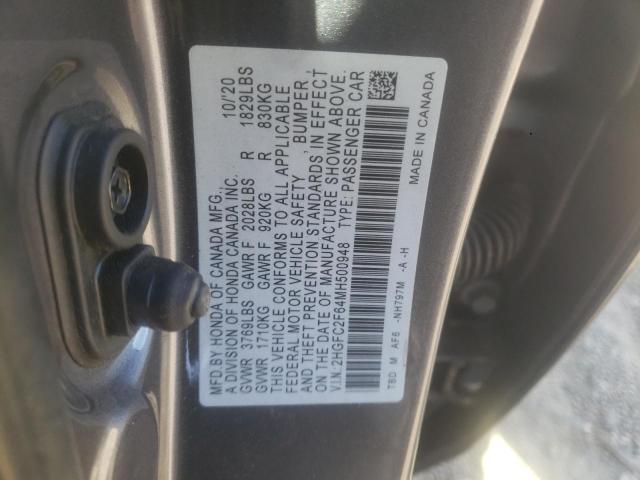 MFD.BY HONDA OF CANADA MFG., 10/'20
A DIVISION OF HONDA CANADA INC.
GVWR 3769LBS GAWR F 2028LBS R 1829LBS
GVWR 1710KG GAWR F 920KG R 830KG
THIS VEHICLE CONFORMS TO ALL APPLICABLE
FEDERAL MOTOR VEHICLE SAFETY , BUMPER,
AND THEFT PREVENTION STANDARDS IN EFFECT
ON THE DATE OF MANUFACTURE SHOWN ABOVE.
V.I.N. 2HGFC2F64MH500948 TYPE: PASSENGER CAR
TBD M AF6 -NH797M -A -H MADE IN CANADA